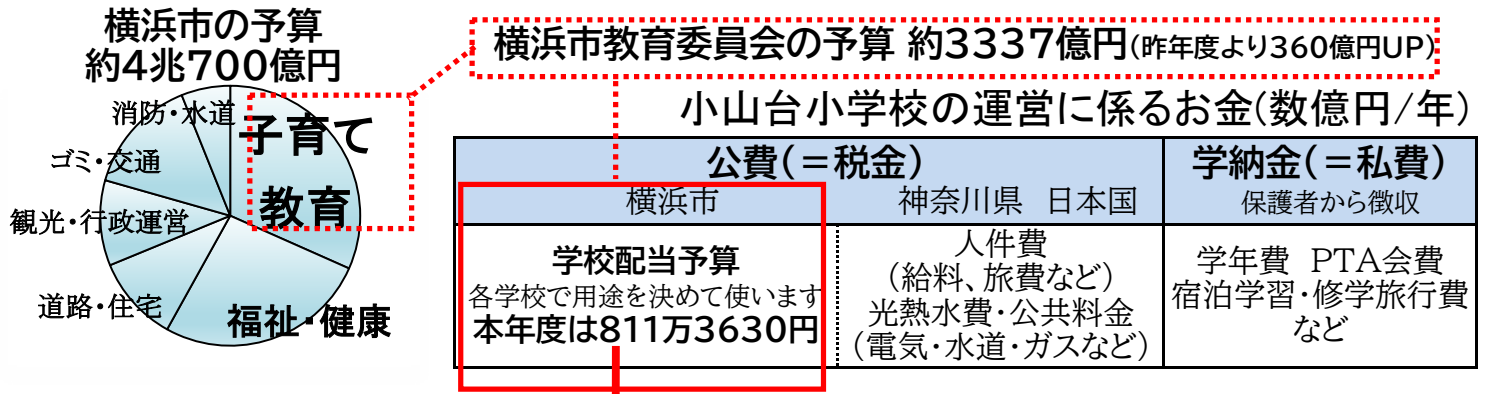 横浜市の予算
約4兆700億円
消防・水道
子育て
教育
ゴミ・交通
観光・行政運営
道路・住宅
福祉・健康
横浜市教育委員会の予算 約3337億円(昨年度より360億円UP)
小山台小学校の運営に係るお金(数億円/年)
公費(=税金)
学納金(=私費)
横浜市
神奈川県 日本国
保護者から徴収
学校配当予算
各学校で用途を決めて使います
本年度は811万3630円
人件費
(給料、旅費など)
光熱水費・公共料金
(電気・水道・ガスなど)
学年費 PTA会費
宿泊学習・修学旅行費
など